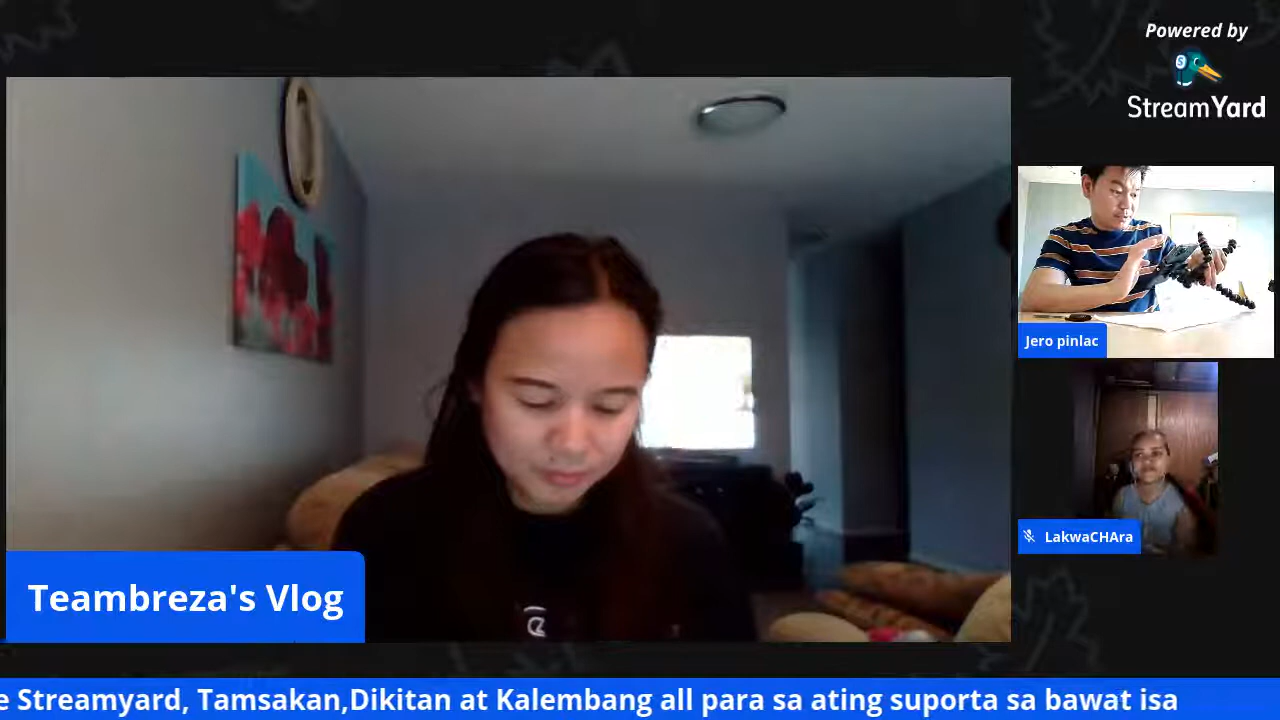 Powered by
StreamYard
Jero pinlac
LakwaCHAra
Teambreza's Vlog
e Streamyard, Tamsakan,Dikitan at Kalembang all para sa ating suporta sa bawat isa